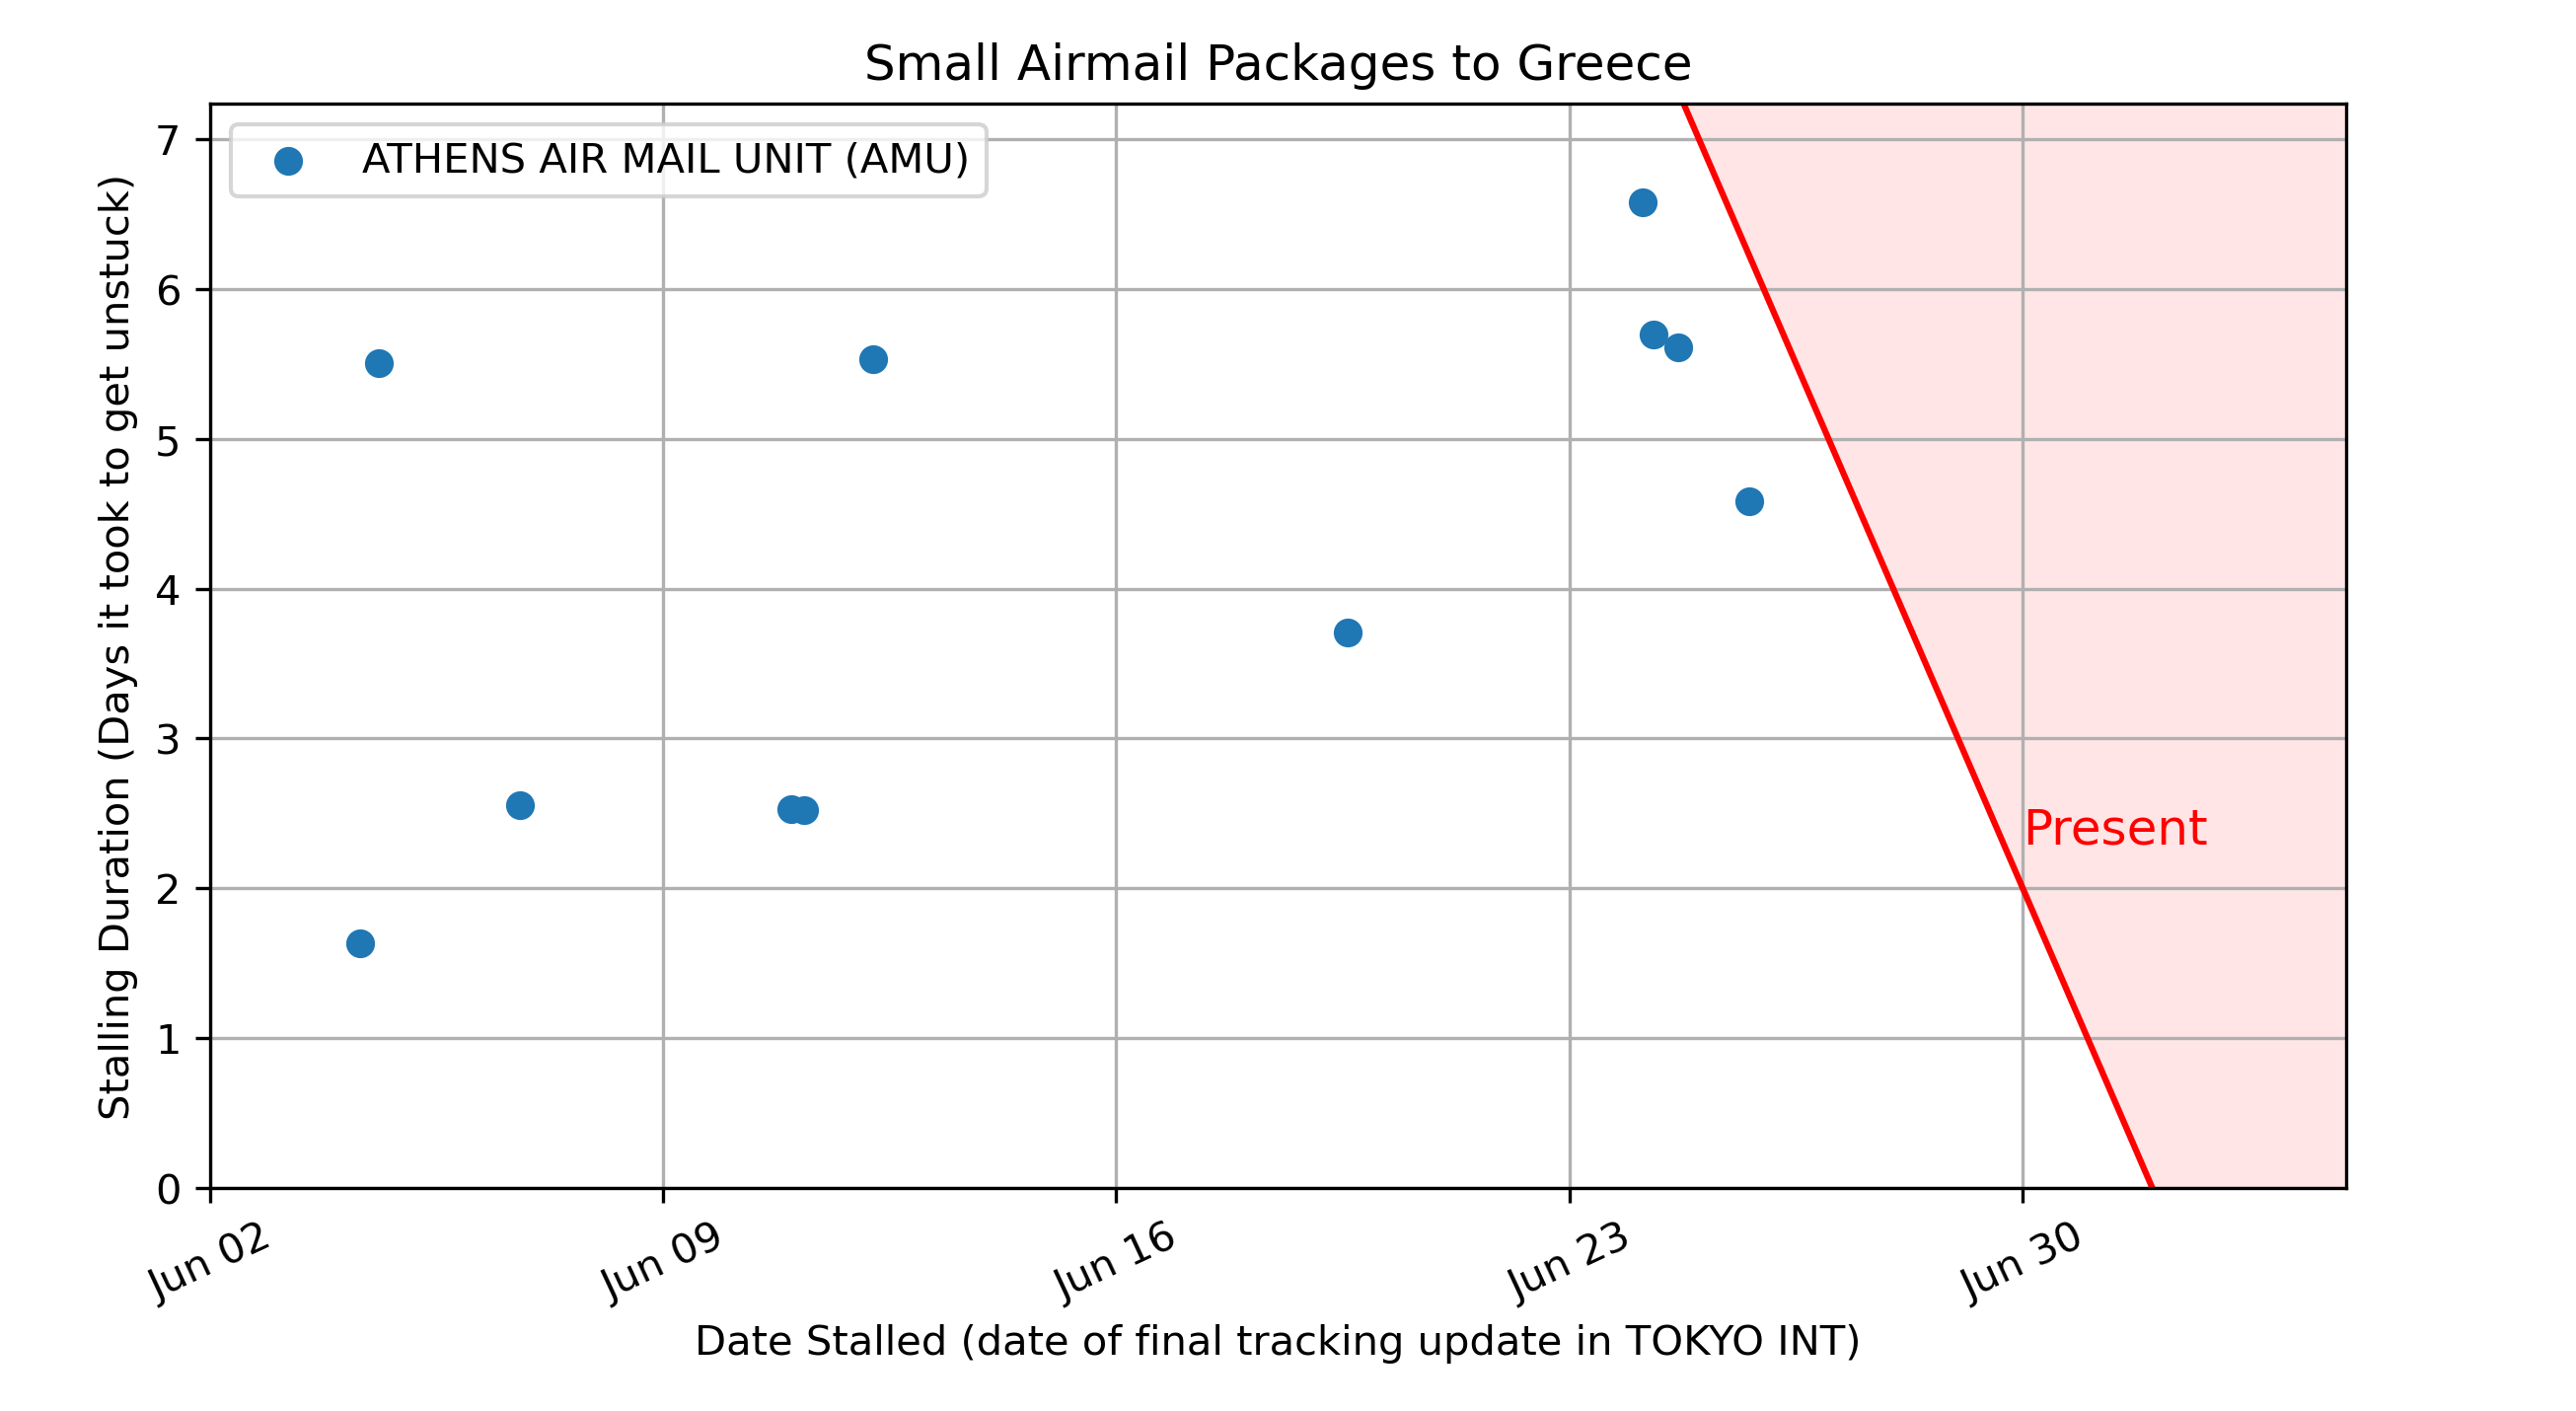 Small Airmail Packages to Greece
ATHENS AIR MAIL UNIT (AMU)
Stalling Duration (Days it took to get unstuck)
7
6
5
4
3
2
1
0
Present
Jun 02
Jun 09
Jun 16
Jun 23
Jun 30
Date Stalled (date of final tracking update in TOKYO INT)